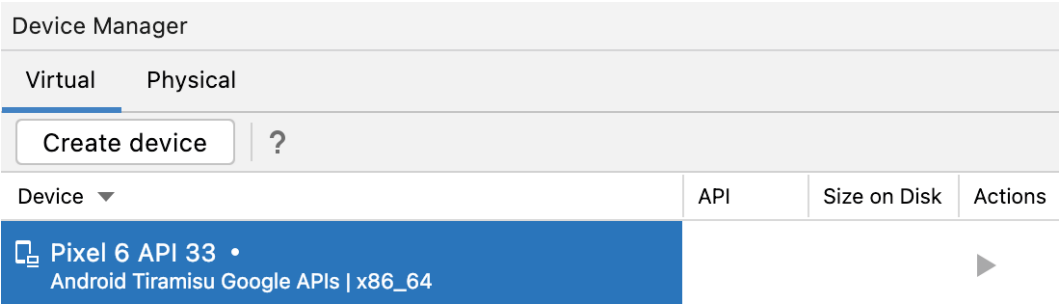 Device Manager
Virtual Physical
Create device ?
Device API Size on Disk Actions
Pixel 6 API 33 •
Android Tiramisu Google APIs | x86_64